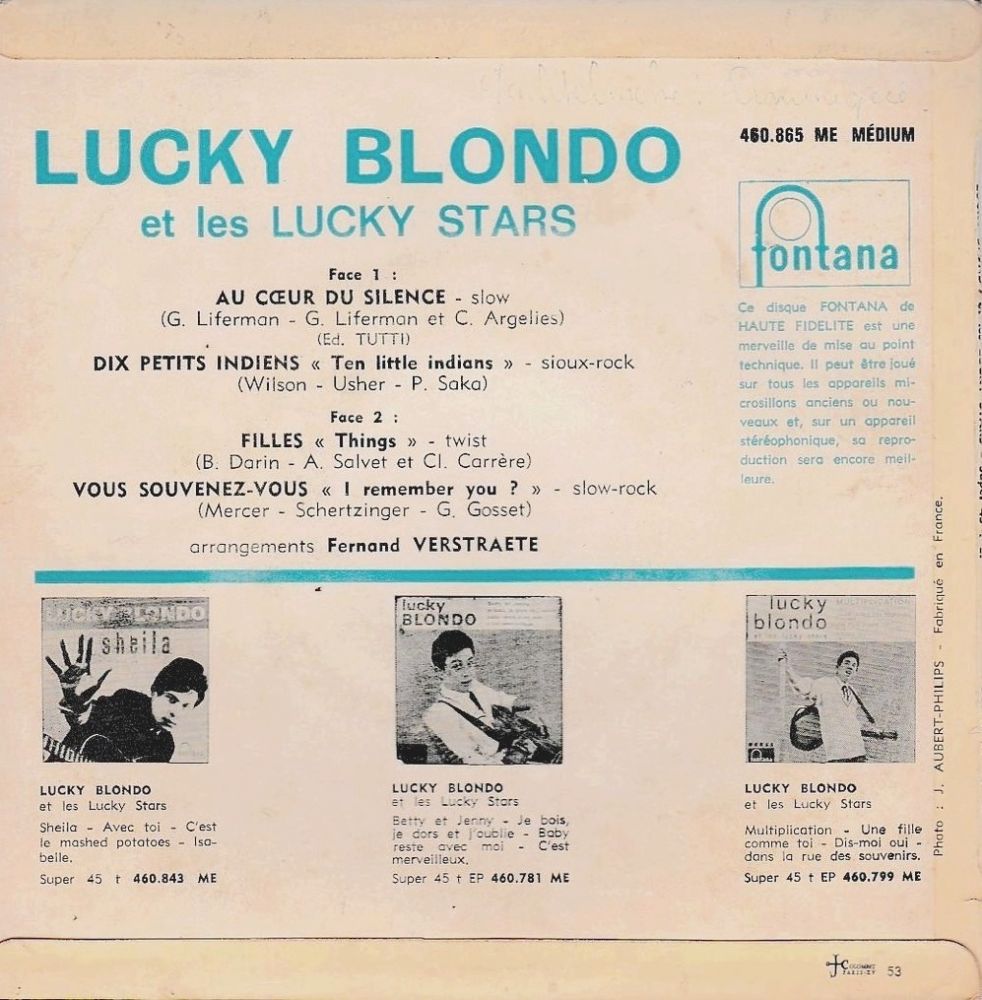 LUCKY BLONDO
et les LUCKY STARS
460.865 ME MÉDIUM
fontana
Face 1 :
AU CŒUR DU SILENCE - slow
(G. Liferman - G. Liferman et C. Argelies)
(Ed. TUTTI)
DIX PETITS INDIENS « Ten little indians » - sioux-rock
(Wilson - Usher - P. Saka)
Face 2 :
FILLES « Things » - twist
(B. Darin - A. Salvet et Cl. Carrère)
VOUS SOUVENEZ-VOUS « I remember you ? » - slow-rock
(Mercer - Schertzinger - G. Gosset)
arrangements Fernand VERSTRAETE
Ce disque FONTANA de
HAUTE FIDELITE est une
merveille de mise au point
technique. Il peut être joué
sur tous les appareils mi-
crosillons anciens ou nou-
veaux et, sur un appareil
stéréophonique, sa repro-
duction sera encore meil-
leure.
LUCKY BLONDO
sheila
LUCKY BLONDO
et les Lucky Stars
Sheila - Avec toi - C'est
le mashed potatoes - Isa-
belle.
Super 45 t 460.843 ME
lucky
BLONDO
LUCKY BLONDO
et les Lucky Stars
Betty et Jenny - Je bois,
je dors et j'oublie - Baby
reste avec moi - C'est
merveilleux.
Super 45 t EP 460.781 ME
lucky
blondo
MULTIPLICATION
et les lucky stars
LUCKY BLONDO
et les Lucky Stars
Multiplication - Une fille
comme toi - Dis-moi oui -
dans la rue des souvenirs.
Super 45 t EP 460.799 ME
Photo : J. AUBERT-PHILIPS - Fabriqué en France.
53